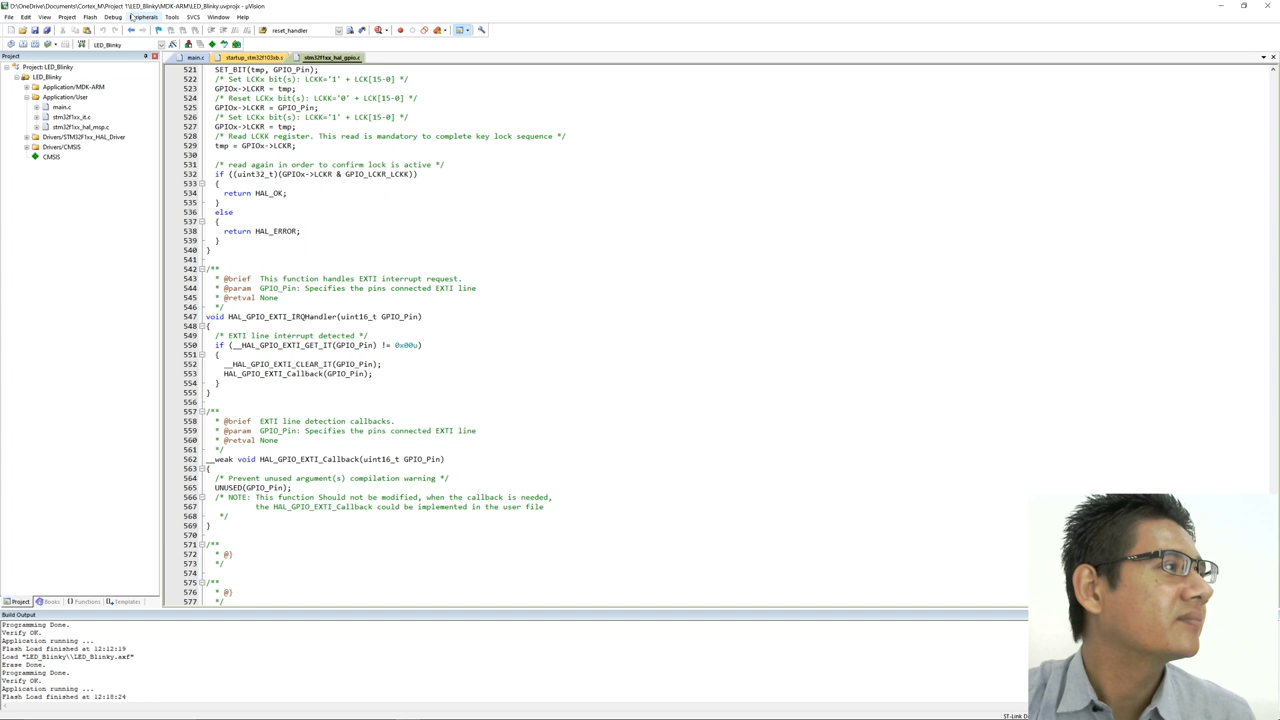 D:\OneDrive\Documents\Cortex_M\Project 1\LED_Blinky\MDK-ARM\LED_Blinky.uvprojx - µVision
File Edit View Project Flash Debug Peripherals Tools SVCS Window Help
reset_handler
LED_Blinky
Project
Project: LED_Blinky
LED_Blinky
Application/MDK-ARM
Application/User
main.c
stm32f1xx_it.c
stm32f1xx_hal_msp.c
Drivers/STM32F1xx_HAL_Driver
Drivers/CMSIS
CMSIS
Project Books Functions Templates
main.c startup_stm32f103xb.s stm32f1xx_hal_gpio.c
521 SET_BIT(tmp, GPIO_Pin);
522 /* Set LCKx bit(s): LCKK='1' + LCK[15-0] */
523 GPIOx->LCKR = tmp;
524 /* Reset LCKx bit(s): LCKK='0' + LCK[15-0] */
525 GPIOx->LCKR = GPIO_Pin;
526 /* Set LCKx bit(s): LCKK='1' + LCK[15-0] */
527 GPIOx->LCKR = tmp;
528 /* Read LCKK register. This read is mandatory to complete key lock sequence */
529 tmp = GPIOx->LCKR;
530
531 /* read again in order to confirm lock is active */
532 if ((uint32_t)(GPIOx->LCKR & GPIO_LCKR_LCKK))
533 {
534 return HAL_OK;
535 }
536 else
537 {
538 return HAL_ERROR;
539 }
540 }
541
542 /**
543 * @brief This function handles EXTI interrupt request.
544 * @param GPIO_Pin: Specifies the pins connected EXTI line
545 * @retval None
546 */
547 void HAL_GPIO_EXTI_IRQHandler(uint16_t GPIO_Pin)
548 {
549 /* EXTI line interrupt detected */
550 if (__HAL_GPIO_EXTI_GET_IT(GPIO_Pin) != 0x00u)
551 {
552 __HAL_GPIO_EXTI_CLEAR_IT(GPIO_Pin);
553 HAL_GPIO_EXTI_Callback(GPIO_Pin);
554 }
555 }
556
557 /**
558 * @brief EXTI line detection callbacks.
559 * @param GPIO_Pin: Specifies the pins connected EXTI line
560 * @retval None
561 */
562 __weak void HAL_GPIO_EXTI_Callback(uint16_t GPIO_Pin)
563 {
564 /* Prevent unused argument(s) compilation warning */
565 UNUSED(GPIO_Pin);
566 /* NOTE: This function Should not be modified, when the callback is needed,
567 the HAL_GPIO_EXTI_Callback could be implemented in the user file
568 */
569 }
570
571 /**
572 * @}
573 */
574
575 /**
576 * @}
577 */
Build Output
Programming Done.
Verify OK.
Application running ...
Flash Load finished at 12:12:19
Load "LED_Blinky\\LED_Blinky.axf"
Erase Done.
Programming Done.
Verify OK.
Application running ...
Flash Load finished at 12:18:24